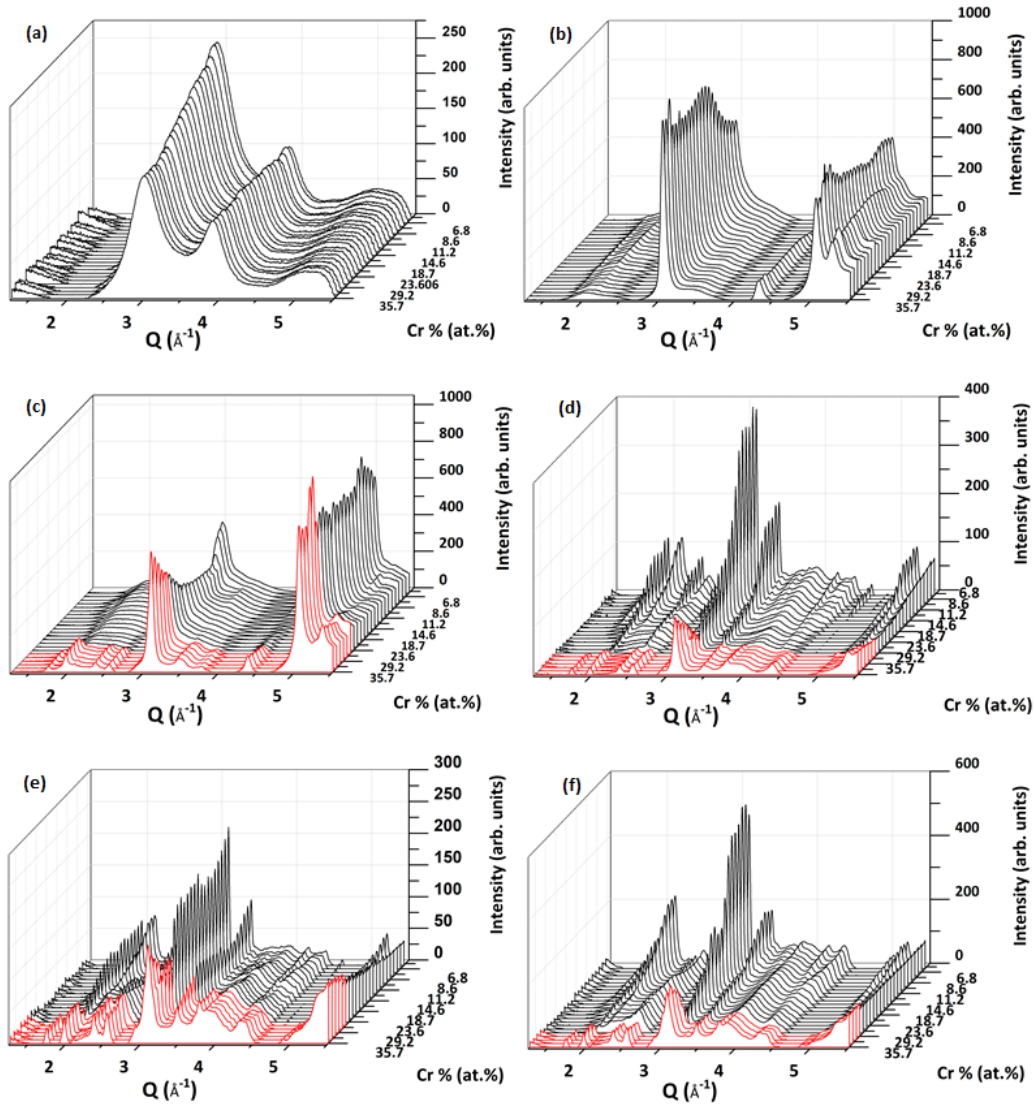 (a)
250
200
150
100
50
0
Intensity (arb. units)
6.8
8.6
11.2
14.6
18.7
23.606
29.2
35.7
2 3 4 5
Q (Å-1)
Cr % (at.%)
(b)
1000
800
600
400
200
0
Intensity (arb. units)
6.8
8.6
11.2
14.6
18.7
23.6
29.2
35.7
2 3 4 5
Q (Å-1)
Cr % (at.%)
(c)
1000
800
600
400
200
0
Intensity (arb. units)
6.8
8.6
11.2
14.6
18.7
23.6
29.2
35.7
2 3 4 5
Q (Å-1)
Cr % (at.%)
(d)
400
300
200
100
0
Intensity (arb. units)
6.8
8.6
11.2
14.6
18.7
23.6
29.2
35.7
2 3 4 5
Q (Å-1)
Cr % (at.%)
(e)
300
250
200
150
100
50
0
Intensity (arb. units)
6.8
8.6
11.2
14.6
18.7
23.6
29.2
35.7
2 3 4 5
Q (Å-1)
Cr % (at.%)
(f)
600
400
200
0
Intensity (arb. units)
6.8
8.6
11.2
14.6
18.7
23.6
29.2
35.7
2 3 4 5
Q (Å-1)
Cr % (at.%)